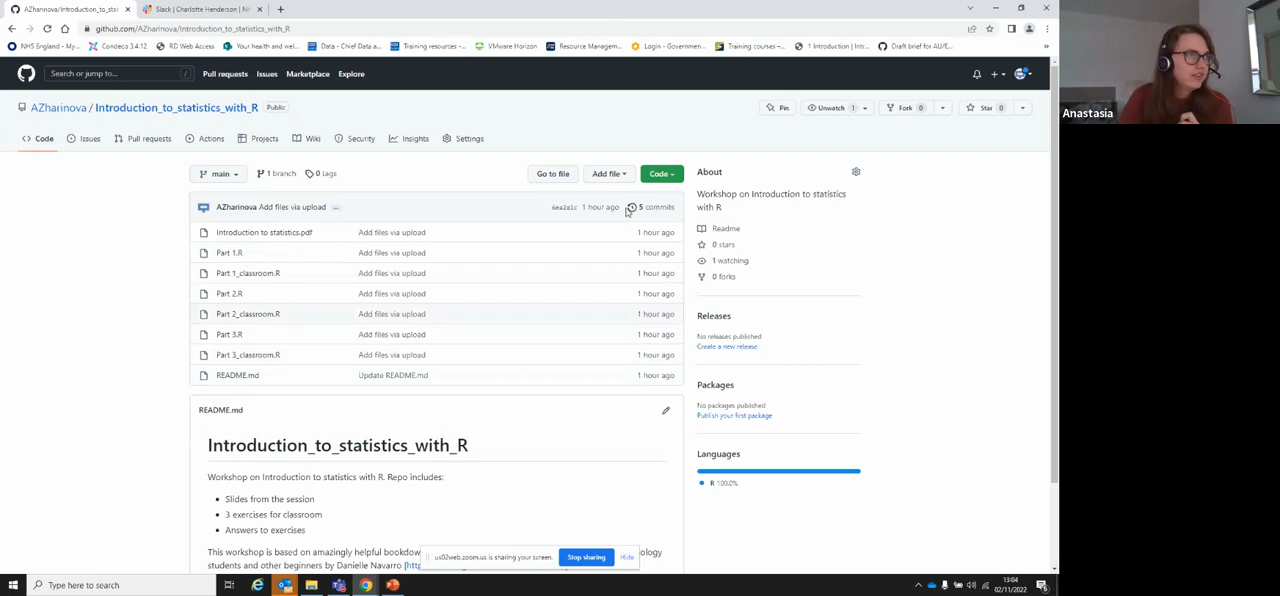 AZharinova/Introduction_to_stat
Slack | Charlotte Henderson | NH
github.com/AZharinova/Introduction_to_statistics_with_R
NHS England - My... Condeco 3.4.12 RD Web Access Your health and wel... Data - Chief Data a... Training resources -... VMware Horizon Resource Managem... Login - Governmen... Training courses -... 1 Introduction | Intr... Draft brief for AU/E...
Search or jump to... / Pull requests Issues Marketplace Explore
AZharinova / Introduction_to_statistics_with_R Public
Pin Unwatch 1 Fork 0 Star 0
Code Issues Pull requests Actions Projects Wiki Security Insights Settings
main 1 branch 0 tags Go to file Add file Code
AZharinova Add files via upload ... 6ea2a1c 1 hour ago 5 commits
Introduction to statistics.pdf Add files via upload 1 hour ago
Part 1.R Add files via upload 1 hour ago
Part 1_classroom.R Add files via upload 1 hour ago
Part 2.R Add files via upload 1 hour ago
Part 2_classroom.R Add files via upload 1 hour ago
Part 3.R Add files via upload 1 hour ago
Part 3_classroom.R Add files via upload 1 hour ago
README.md Update README.md 1 hour ago
README.md
Introduction_to_statistics_with_R
Workshop on Introduction to statistics with R. Repo includes:
Slides from the session
3 exercises for classroom
Answers to exercises
This workshop is based on amazingly helpful bookdow
students and other beginners by Danielle Navarro [
us02web.zoom.us is sharing your screen. Stop sharing Hide
About
Workshop on Introduction to statistics
with R
Readme
0 stars
1 watching
0 forks
Releases
No releases published
Create a new release
Packages
No packages published
Publish your first package
Languages
R 100.0%
Anastasia
Type here to search
13:04
02/11/2022